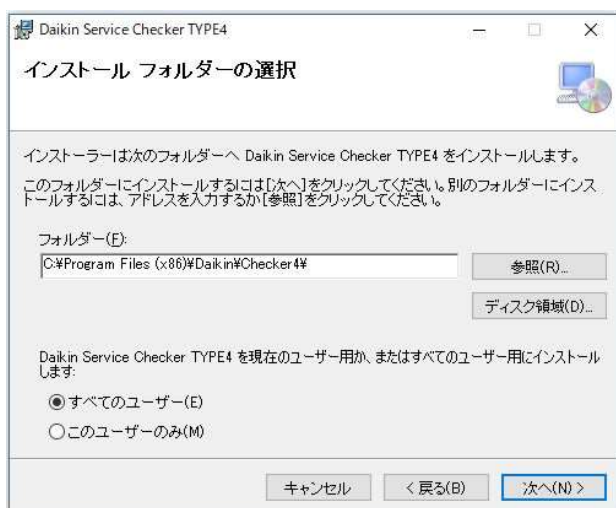 Daikin Service Checker TYPE4
インストール フォルダーの選択
インストーラーは次のフォルダーへ Daikin Service Checker TYPE4 をインストールします。
このフォルダーにインストールするには[次へ]をクリックしてください。別のフォルダーにインス
トールするには、アドレスを入力するか[参照]をクリックしてください。
フォルダー(F):
C:¥Program Files (x86)¥Daikin¥Checker4¥
参照(R)...
ディスク領域(D)...
Daikin Service Checker TYPE4 を現在のユーザー用か、またはすべてのユーザー用にインストール
します:
すべてのユーザー(E)
このユーザーのみ(M)
キャンセル
< 戻る(B)
次へ(N) >